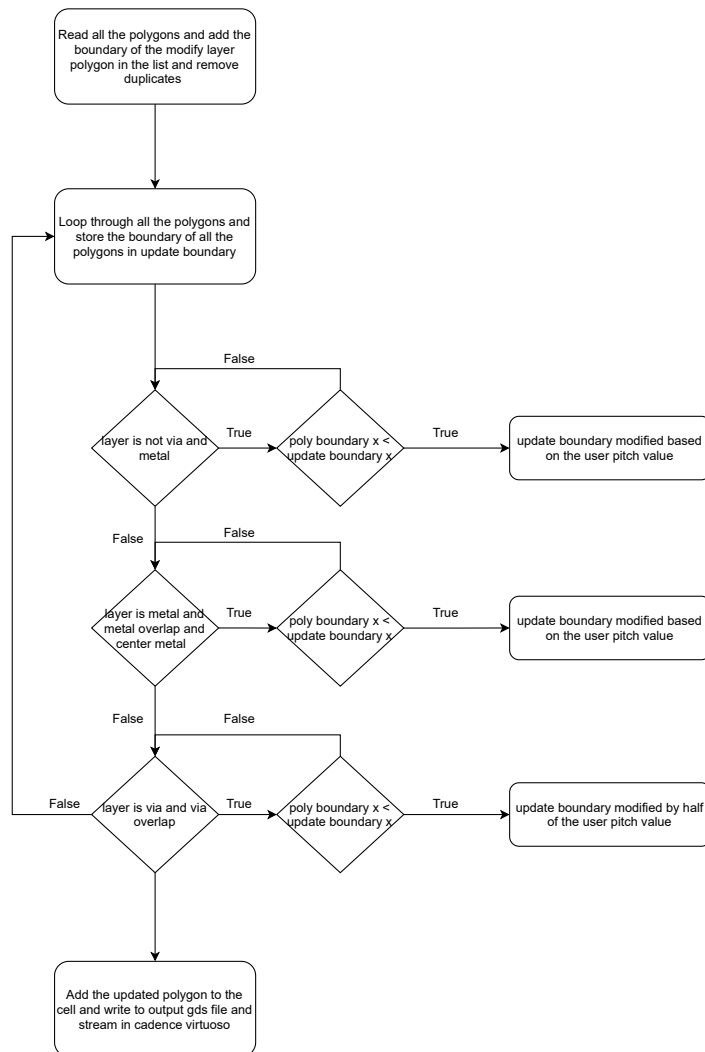 Read all the polygons and add the
boundary of the modify layer
polygon in the list and remove
duplicates
Loop through all the polygons and
store the boundary of all the
polygons in update boundary
False
layer is not via and
metal
True
poly boundary x <
update boundary x
True
update boundary modified based
on the user pitch value
False
False
layer is metal and
metal overlap and
center metal
True
poly boundary x <
update boundary x
True
update boundary modified based
on the user pitch value
False
False
False
layer is via and via
overlap
True
poly boundary x <
update boundary x
True
update boundary modified by half
of the user pitch value
Add the updated polygon to the
cell and write to output gds file and
stream in cadence virtuoso